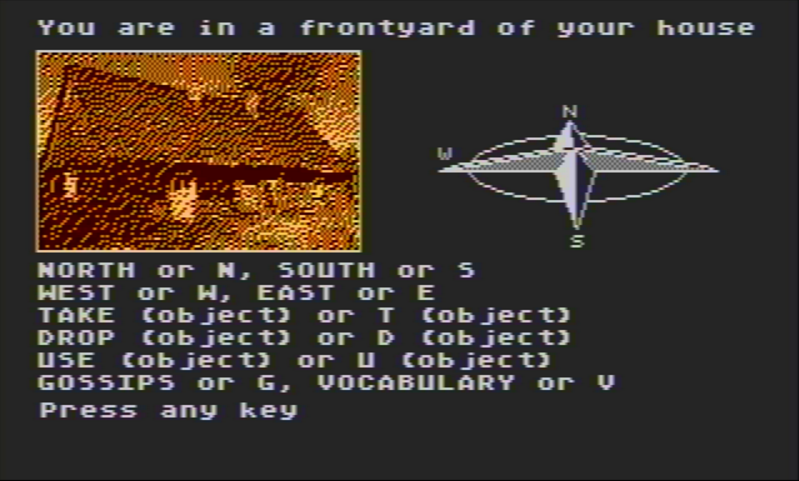 You are in a frontyard of your house
N
W
S
NORTH or N, SOUTH or S
WEST or W, EAST or E
TAKE (object) or T (object)
DROP (object) or D (object)
USE (object) or U (object)
GOSSIPS or G, VOCABULARY or V
Press any key